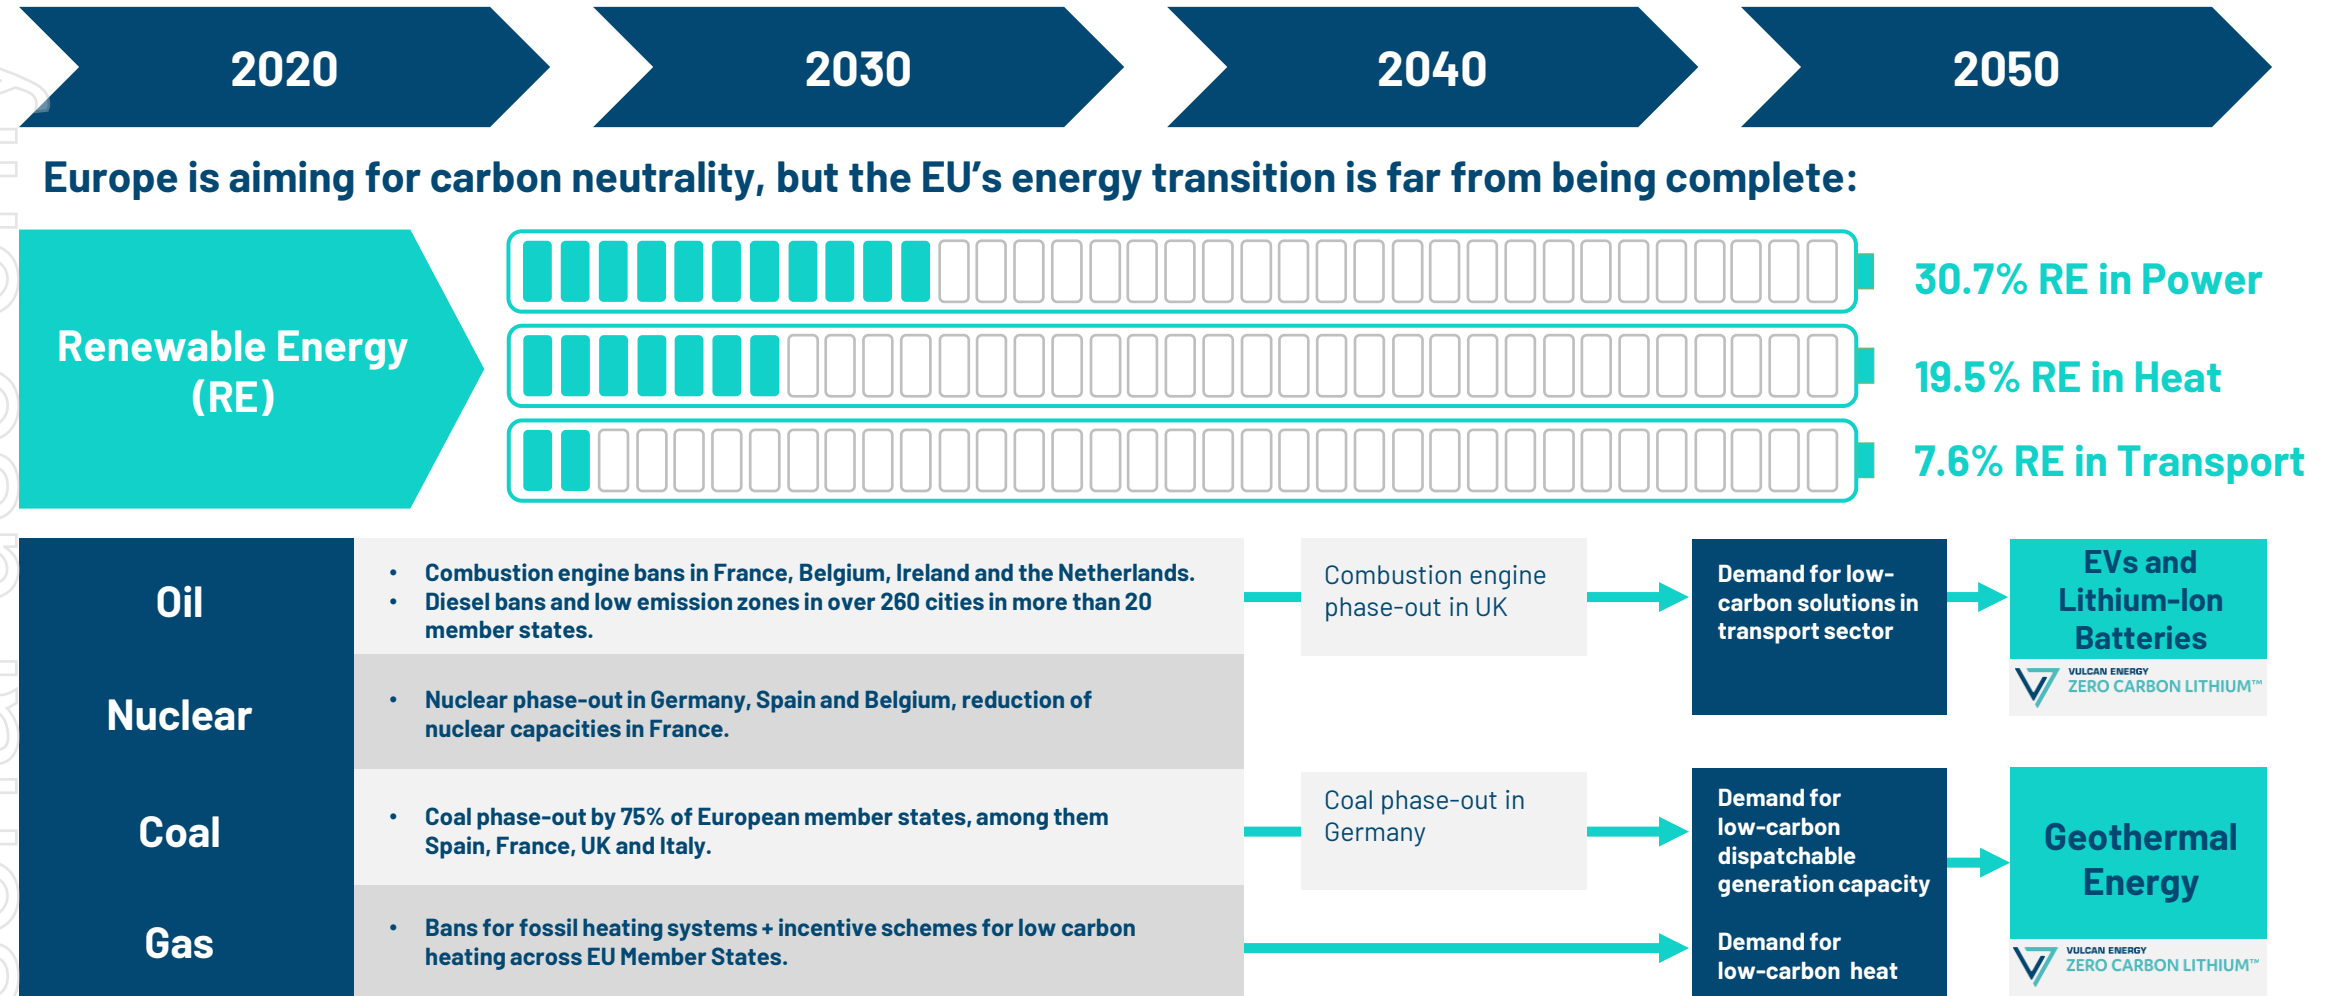 2020
2030
2040
2050
Europe is aiming for carbon neutrality, but the EU's energy transition is far from being complete:
Renewable Energy
(RE)
30.7% RE in Power
19.5% RE in Heat
7.6% RE in Transport
Oil
• Combustion engine bans in France, Belgium, Ireland and the Netherlands.
• Diesel bans and low emission zones in over 260 cities in more than 20
member states.
Combustion engine
phase-out in UK
Demand for low-
carbon solutions in
transport sector
EVs and
Lithium-Ion
Batteries
VULCAN ENERGY
ZERO CARBON LITHIUM™
Nuclear
• Nuclear phase-out in Germany, Spain and Belgium, reduction of
nuclear capacities in France.
Coal
• Coal phase-out by 75% of European member states, among them
Spain, France, UK and Italy.
Coal phase-out in
Germany
Demand for
low-carbon
dispatchable
generation capacity
Geothermal
Energy
Gas
• Bans for fossil heating systems + incentive schemes for low carbon
heating across EU Member States.
Demand for
low-carbon heat
VULCAN ENERGY
ZERO CARBON LITHIUM™